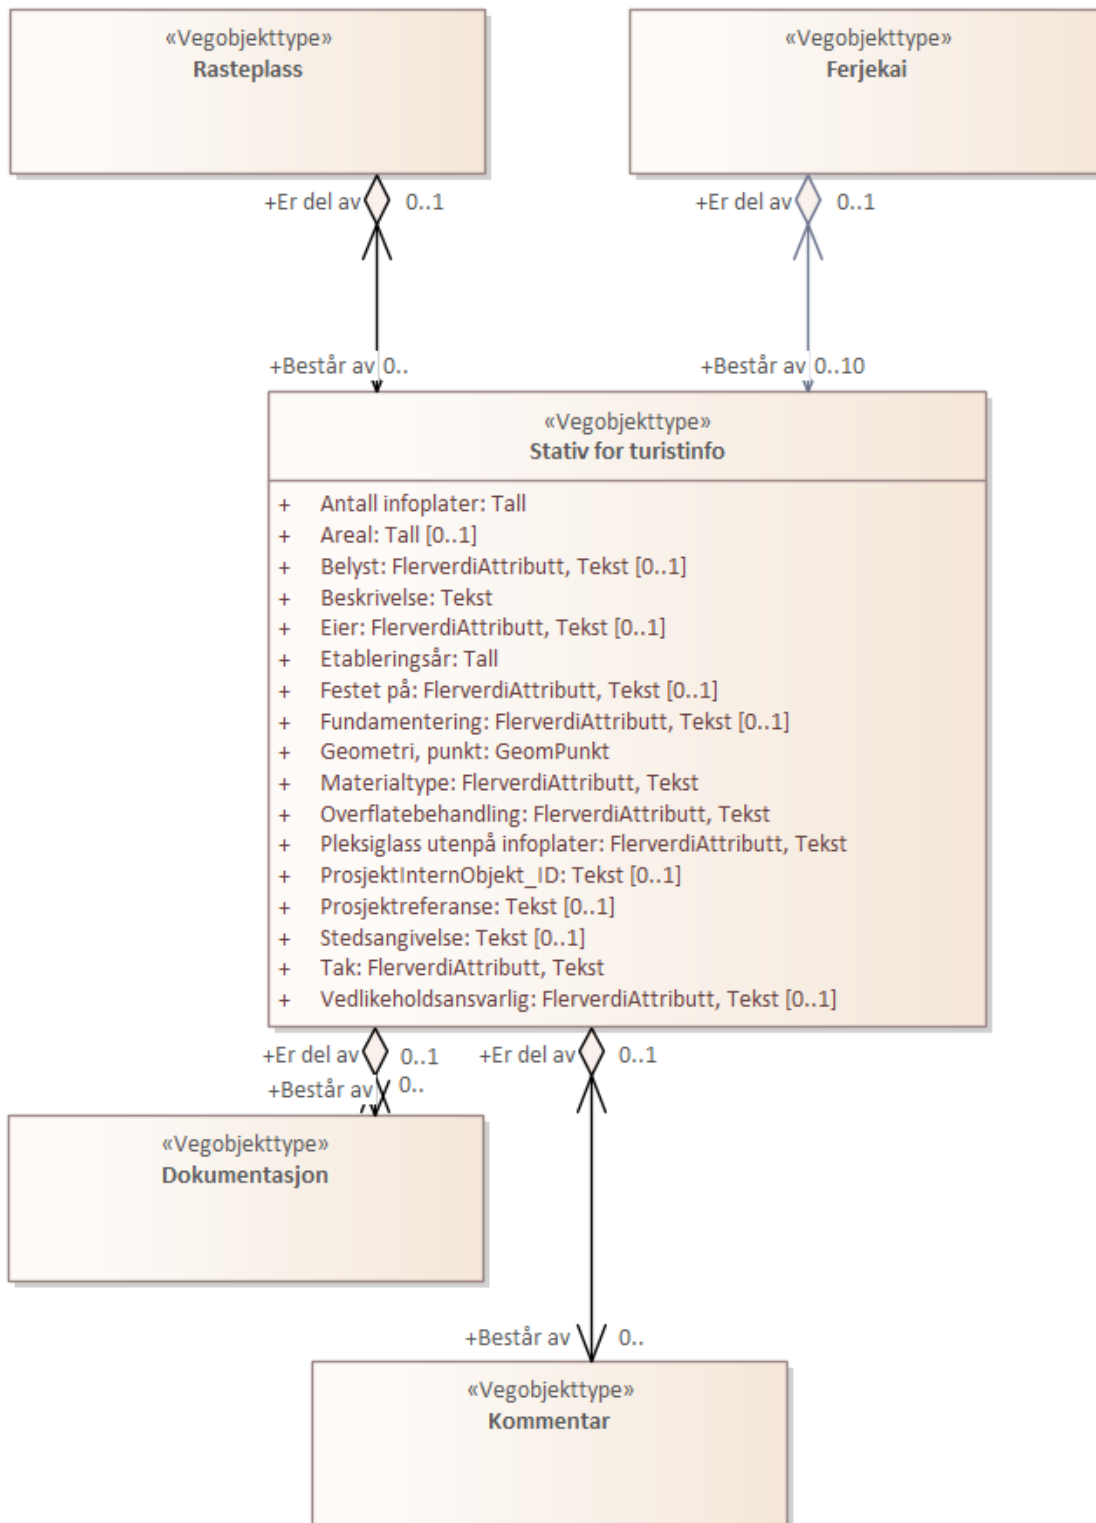 «Vegobjekttype»
Rasteplass
«Vegobjekttype»
Ferjekai
+Er del av 0..1
+Er del av 0..1
+Består av 0..
+Består av 0..10
«Vegobjekttype»
Stativ for turistinfo
+ Antall infoplater: Tall
+ Areal: Tall [0..1]
+ Belyst: FlerverdiAttributt, Tekst [0..1]
+ Beskrivelse: Tekst
+ Eier: FlerverdiAttributt, Tekst [0..1]
+ Etableringsår: Tall
+ Festet på: FlerverdiAttributt, Tekst [0..1]
+ Fundamentering: FlerverdiAttributt, Tekst [0..1]
+ Geometri, punkt: GeomPunkt
+ Materialtype: FlerverdiAttributt, Tekst
+ Overflatebehandling: FlerverdiAttributt, Tekst
+ Pleksiglass utenpå infoplater: FlerverdiAttributt, Tekst
+ ProsjektInternObjekt_ID: Tekst [0..1]
+ Prosjektreferanse: Tekst [0..1]
+ Stedsangivelse: Tekst [0..1]
+ Tak: FlerverdiAttributt, Tekst
+ Vedlikeholdsansvarlig: FlerverdiAttributt, Tekst [0..1]
+Er del av 0..1
+Er del av 0..1
+Består av 0..
«Vegobjekttype»
Dokumentasjon
+Består av 0..
«Vegobjekttype»
Kommentar